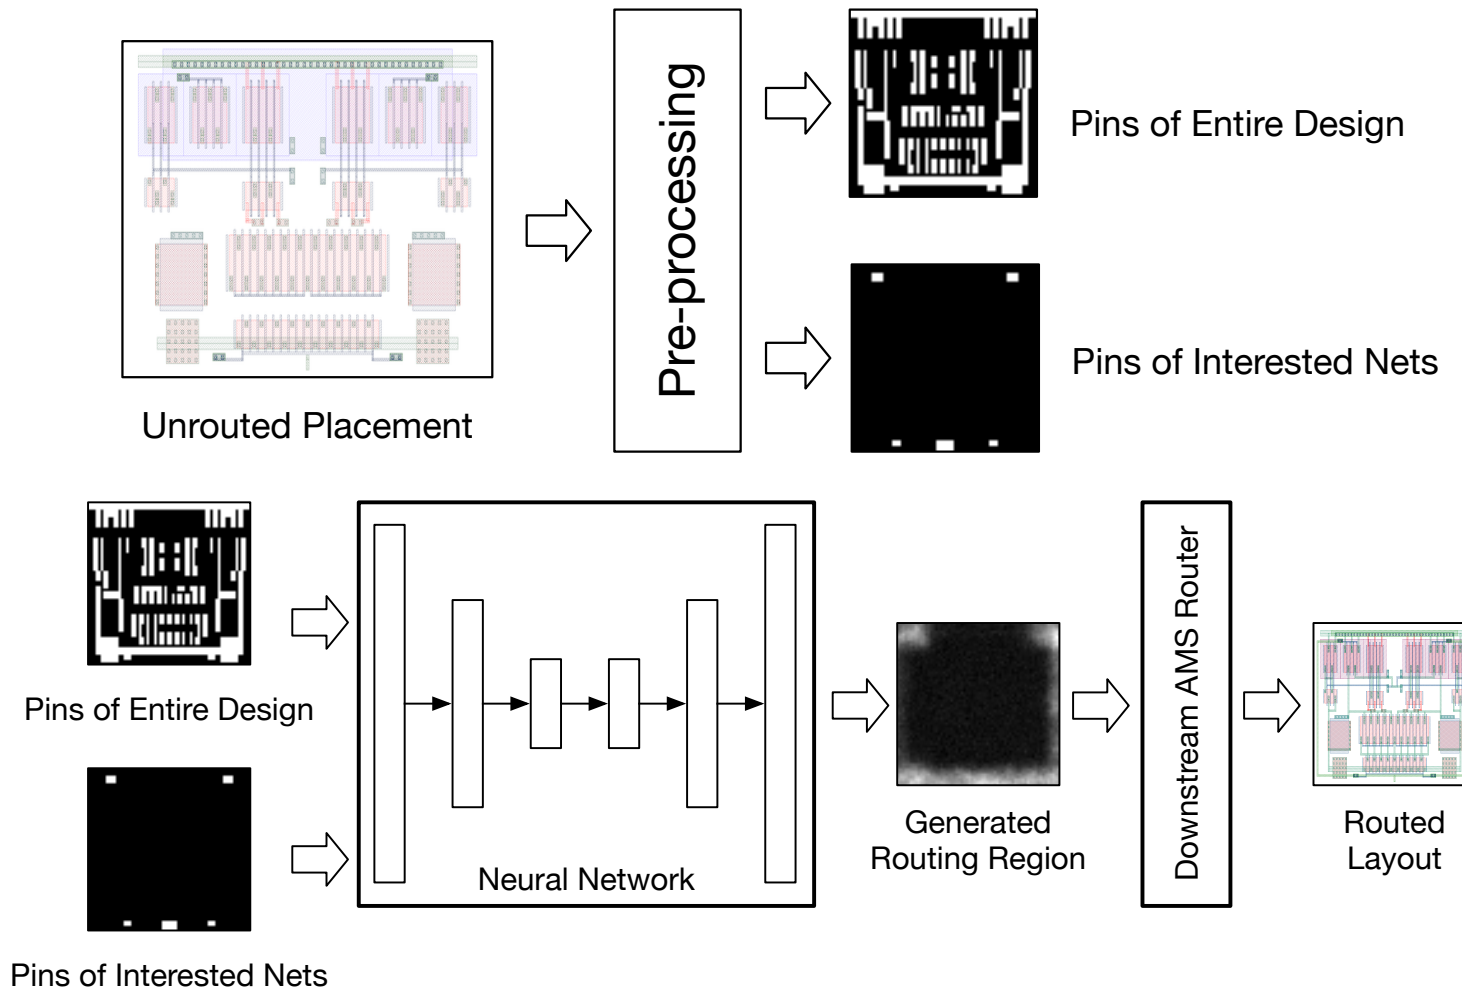 Pre-processing
Pins of Entire Design
Pins of Interested Nets
Unrouted Placement
Pins of Entire Design
Pins of Interested Nets
Neural Network
Generated
Routing Region
Downstream AMS Router
Routed
Layout